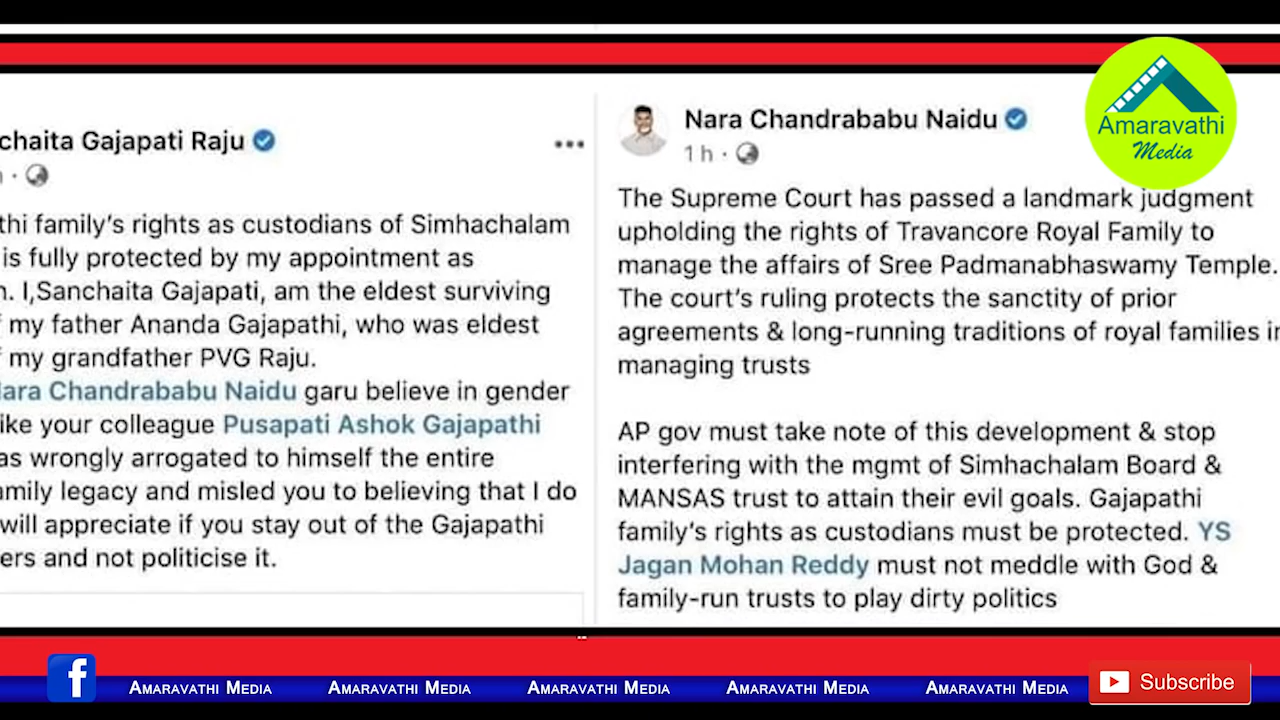 chaita Gajapati Raju
thi family's rights as custodians of Simhachalam
is fully protected by my appointment as
n. I,Sanchaita Gajapati, am the eldest surviving
f my father Ananda Gajapathi, who was eldest
f my grandfather PVG Raju.
Nara Chandrababu Naidu garu believe in gender
ike your colleague Pusapati Ashok Gajapathi
as wrongly arrogated to himself the entire
amily legacy and misled you to believing that I do
will appreciate if you stay out of the Gajapathi
ers and not politicise it.
Nara Chandrababu Naidu
1 h ·
The Supreme Court has passed a landmark judgment
upholding the rights of Travancore Royal Family to
manage the affairs of Sree Padmanabhaswamy Temple.
The court's ruling protects the sanctity of prior
agreements & long-running traditions of royal families in
managing trusts
AP gov must take note of this development & stop
interfering with the mgmt of Simhachalam Board &
MANSAS trust to attain their evil goals. Gajapathi
family's rights as custodians must be protected. YS
Jagan Mohan Reddy must not meddle with God &
family-run trusts to play dirty politics
Amaravathi
Media
f
Amaravathi Media Amaravathi Media Amaravathi Media Amaravathi Media Amaravathi Media
Subscribe